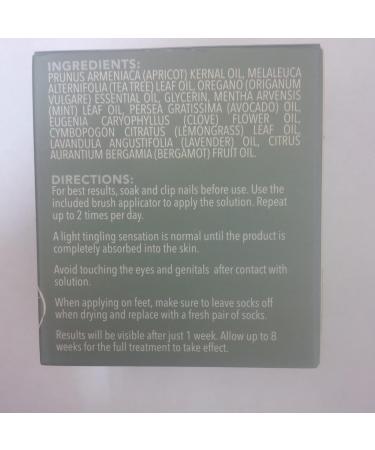 INGREDIENTS:
PRUNUS ARMENIACA (APRICOT) KERNAL OIL, MELALEUCA
ALTERNIFOLIA (TEA TREE) LEAF OIL, OREGANO (ORIGANUM
VULGARE) ESSENTIAL OIL, GLYCERIN, MENTHA ARVENSIS
(MINT) LEAF OIL, PERSEA GRATISSIMA (AVOCADO) OIL,
EUGENIA CARYOPHYLLUS (CLOVE) FLOWER OIL,
CYMBOPOGON CITRATUS (LEMONGRASS) LEAF OIL,
LAVANDULA ANGUSTIFOLIA (LAVENDER) OIL, CITRUS
AURANTIUM BERGAMIA (BERGAMOT) FRUIT OIL.
DIRECTIONS:
For best results, soak and clip nails before use. Use the
included brush applicator to apply the solution. Repeat
up to 2 times per day.
A light tingling sensation is normal until the product is
completely absorbed into the skin.
Avoid touching the eyes and genitals after contact with
solution.
When applying on feet, make sure to leave socks off
when drying and replace with a fresh pair of socks.
Results will be visible after just 1 week. Allow up to 8
weeks for the full treatment to take effect.